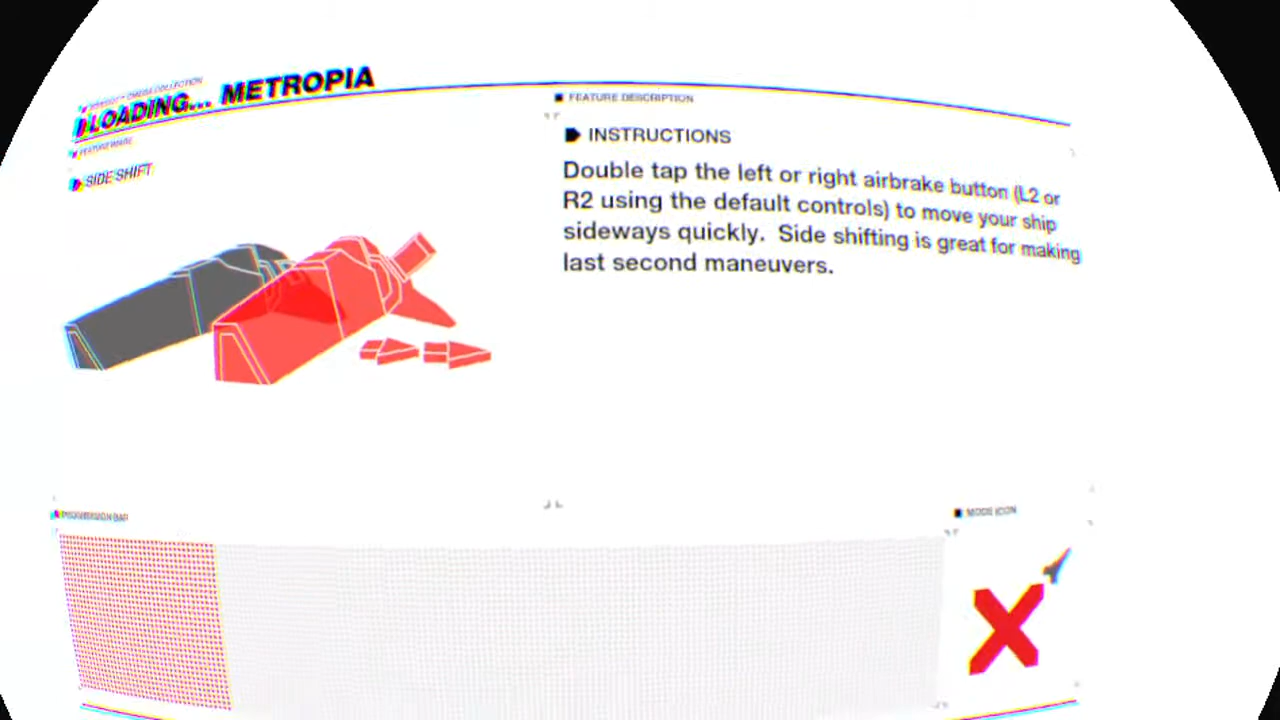 LOADING... METROPIA
FEATURE NAME
SIDE SHIFT
FEATURE DESCRIPTION
INSTRUCTIONS
Double tap the left or right airbrake button (L2 or
R2 using the default controls) to move your ship
sideways quickly.  Side shifting is great for making
last second maneuvers.
MODE ICON